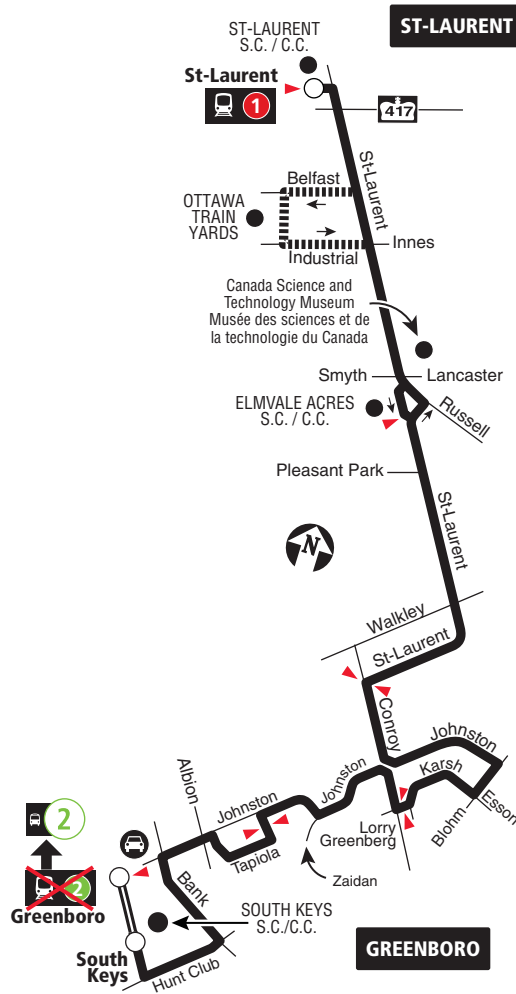 ST-LAURENT
ST-LAURENT
S.C. / C.C.
St-Laurent
1
417
St-Laurent
Belfast
OTTAWA
TRAIN
YARDS
Innes
Industrial
Canada Science and
Technology Museum
Musée des sciences et de
la technologie du Canada
Smyth
Lancaster
ELMVALE ACRES
S.C. / C.C.
Russell
Pleasant Park
St-Laurent
N
Walkley
St-Laurent
Conroy
Johnston
Karsh
Esson
Blohm
Johnston
Lorry
Greenberg
Albion
Johnston
Tapiola
Zaidan
2
2
Greenboro
Bank
SOUTH KEYS
S.C./C.C.
South
Keys
Hunt Club
GREENBORO